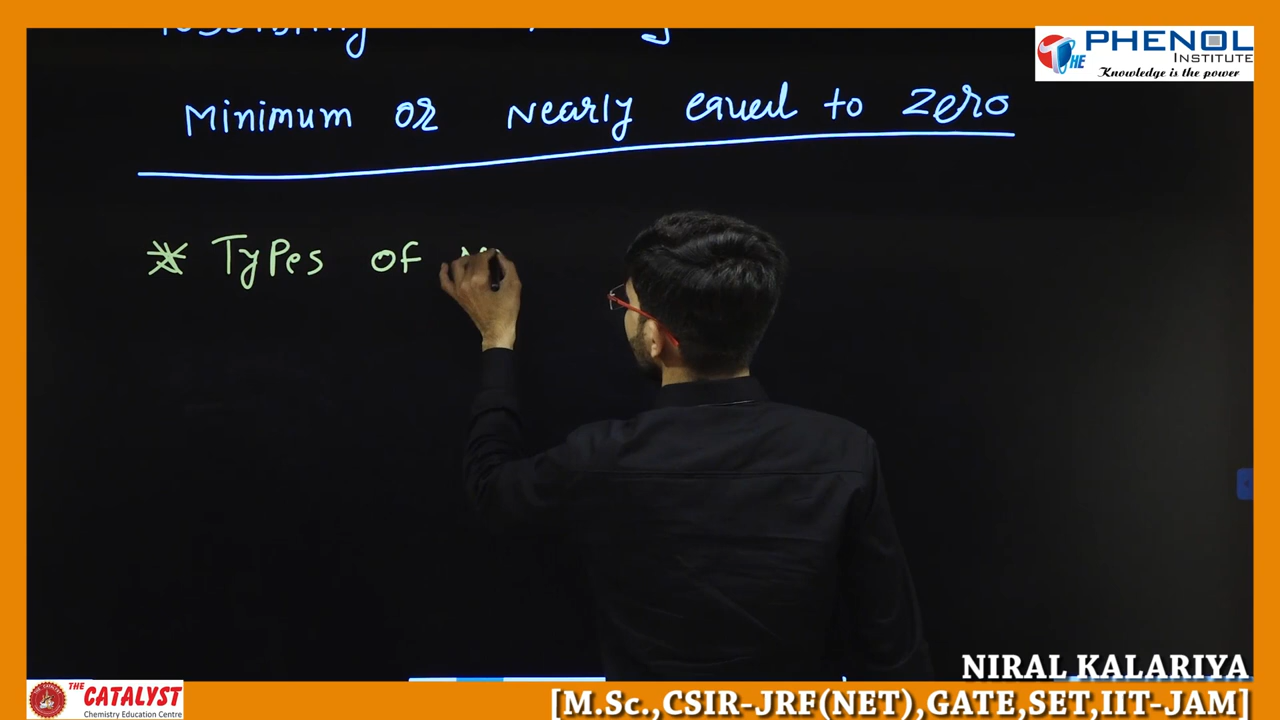 THE PHENOL
INSTITUTE
Knowledge is the power
Minimum or Nearly equal to zero
* Types of
NIRAL KALARIYA
THE CATALYST
Chemistry Education Centre
[M.Sc.,CSIR-JRF(NET),GATE,SET,IIT-JAM]